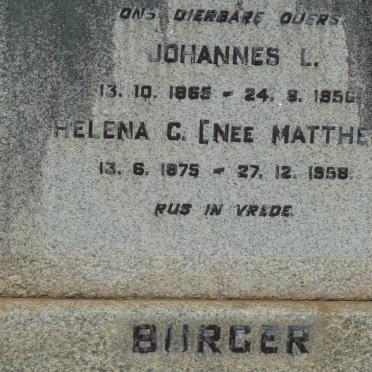 ONS DIERBARE OUERS.
JOHANNES L.
13. 10. 1865 - 24. 8. 1950
HELENA C. (NEE MATTHE
13. 6. 1875 - 27. 12. 1958.
RUS IN VREDE.
BURGER